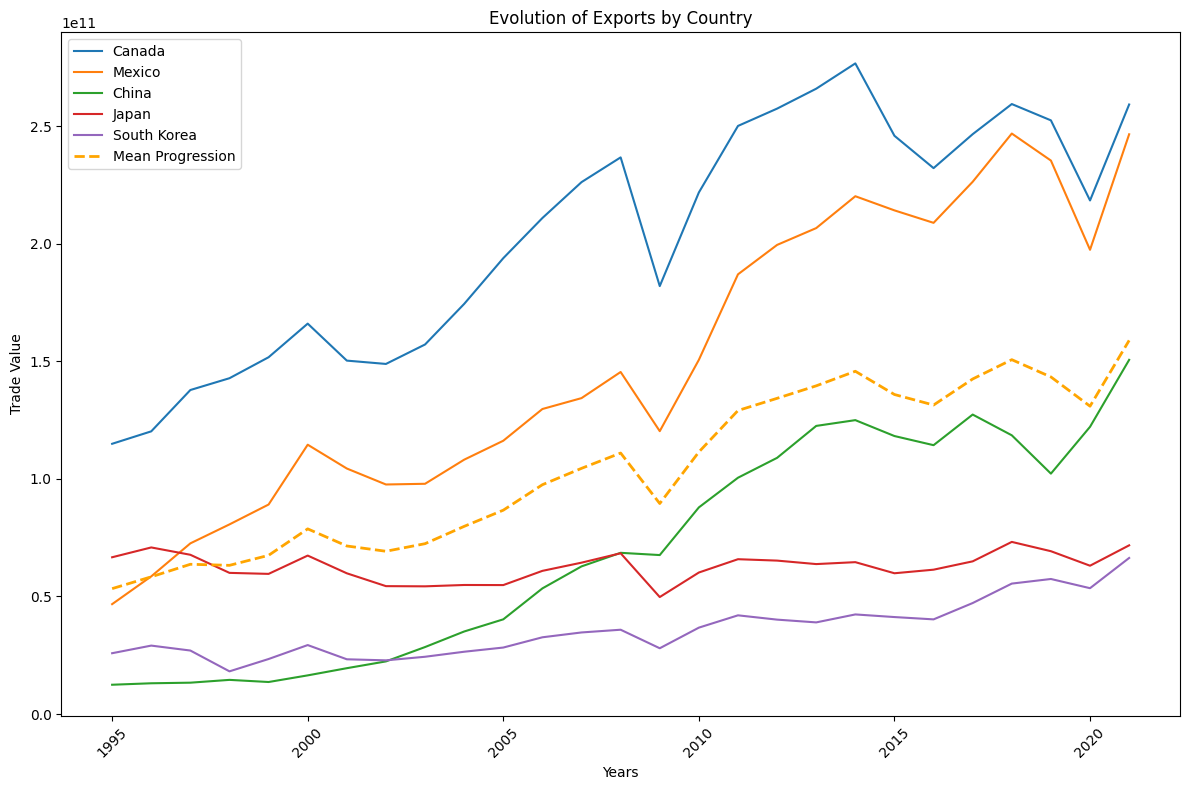 Evolution of Exports by Country
1e11
Canada
Mexico
China
Japan
South Korea
Mean Progression
2.5
2.0
1.5
1.0
0.5
0.0
Trade Value
1995
2000
2005
2010
2015
2020
Years